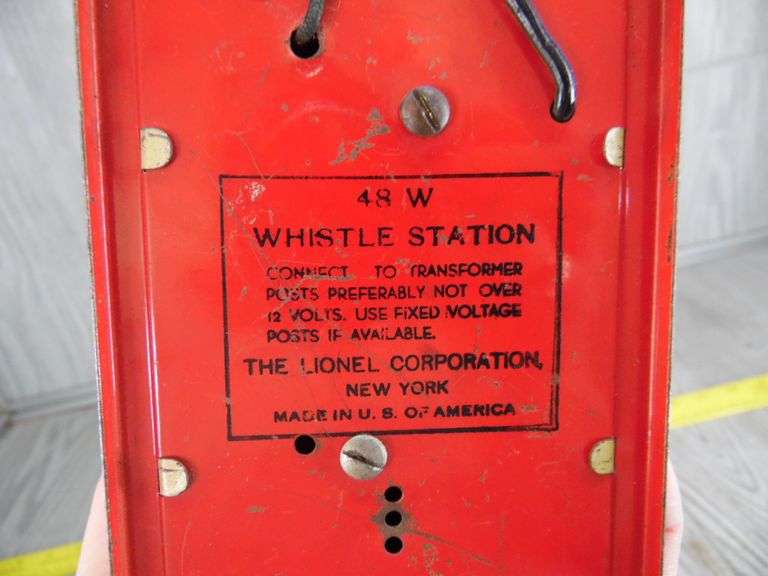 48 W
WHISTLE STATION
CONNECT TO TRANSFORMER
POSTS PREFERABLY NOT OVER
12 VOLTS. USE FIXED VOLTAGE
POSTS IF AVAILABLE.
THE LIONEL CORPORATION,
NEW YORK
MADE IN U. S. OF AMERICA